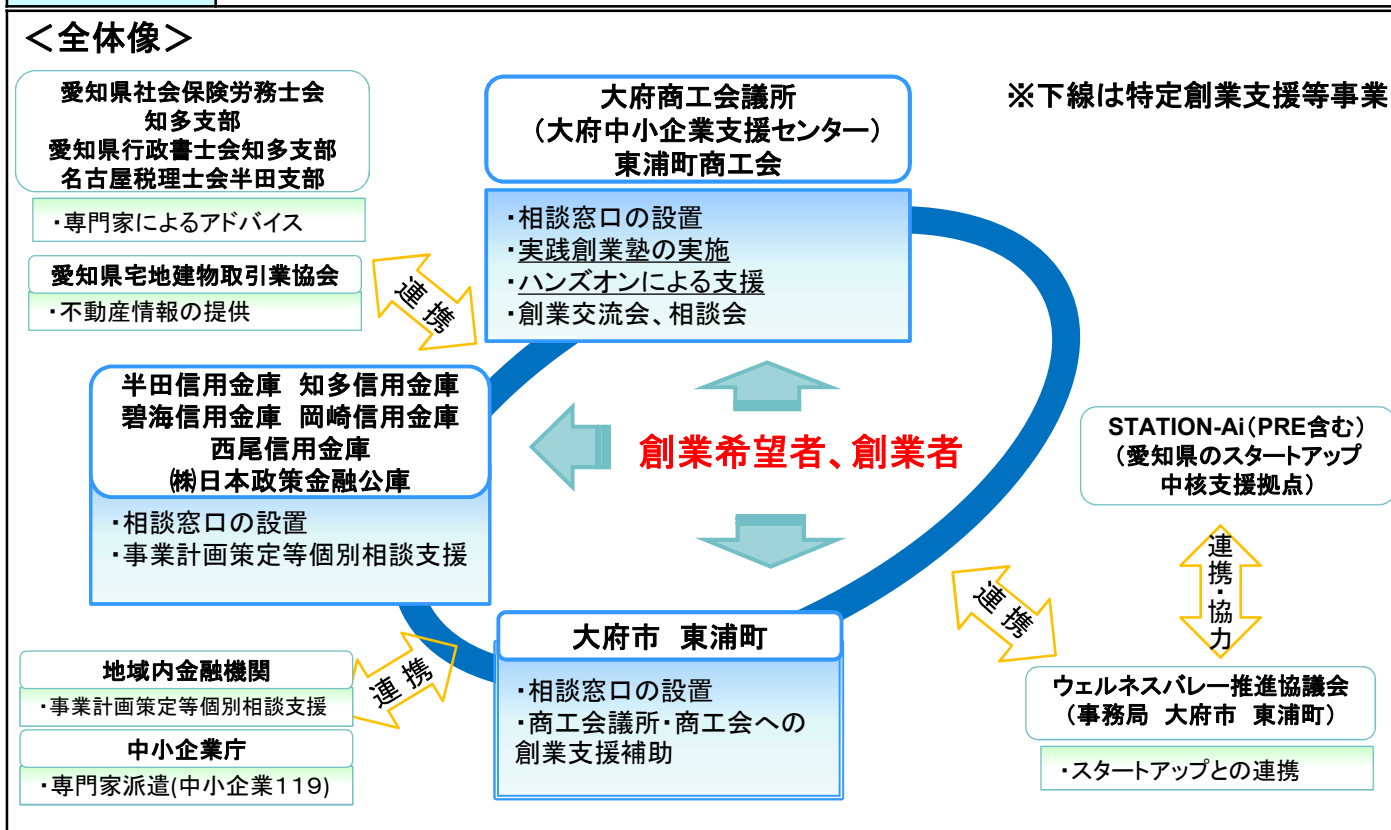 ＜全体像＞
愛知県社会保険労務士会
知多支部
愛知県行政書士会知多支部
名古屋税理士会半田支部
・専門家によるアドバイス
愛知県宅地建物取引業協会
・不動産情報の提供
連携
大府商工会議所
（大府中小企業支援センター）
東浦町商工会
・相談窓口の設置
・実践創業塾の実施
・ハンズオンによる支援
・創業交流会、相談会
※下線は特定創業支援等事業
半田信用金庫　知多信用金庫
碧海信用金庫　岡崎信用金庫
西尾信用金庫
㈱日本政策金融公庫
・相談窓口の設置
・事業計画策定等個別相談支援
創業希望者、創業者
STATION-Ai（PRE含む）
（愛知県のスタートアップ
中核支援拠点）
連携・協力
連携
ウェルネスバレー推進協議会
（事務局　大府市　東浦町）
・スタートアップとの連携
大府市　東浦町
・相談窓口の設置
・商工会議所・商工会への
創業支援補助
連携
地域内金融機関
・事業計画策定等個別相談支援
中小企業庁
・専門家派遣(中小企業119)